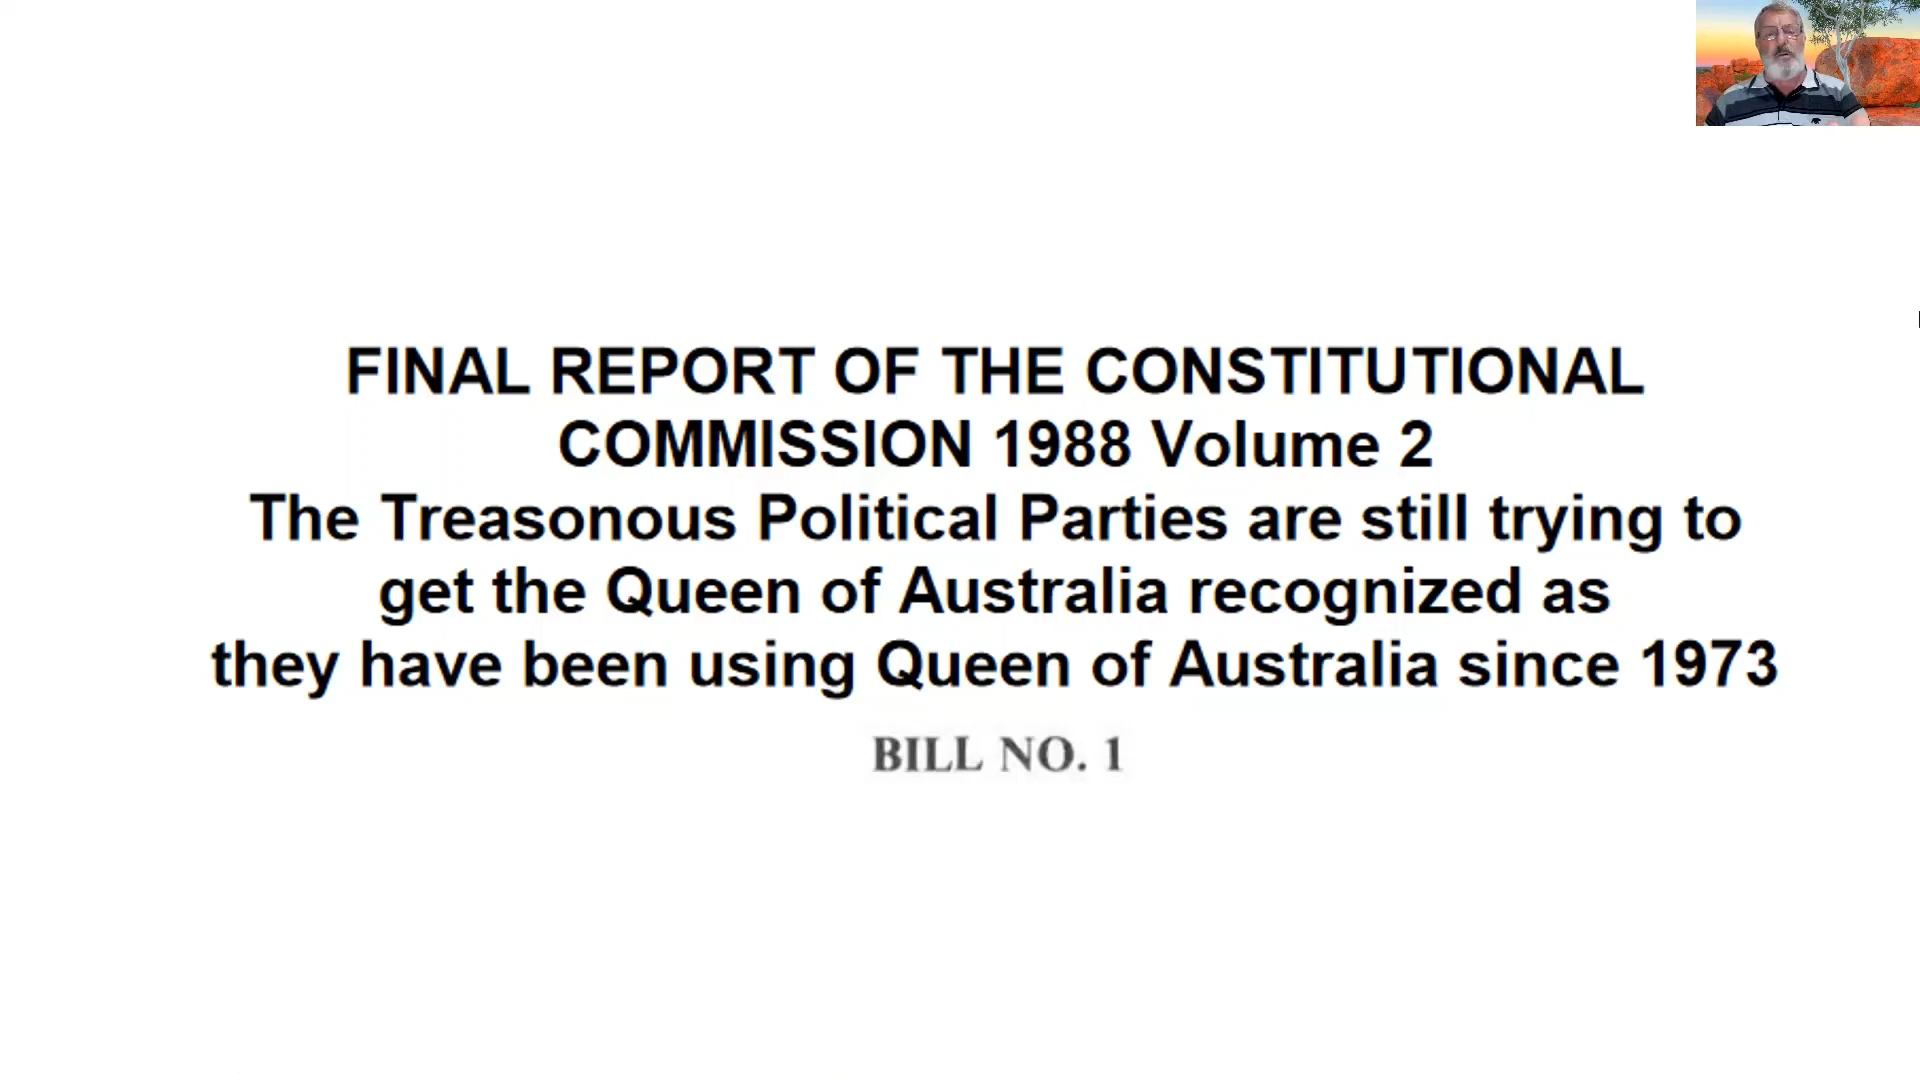 FINAL REPORT OF THE CONSTITUTIONAL
COMMISSION 1988 Volume 2
The Treasonous Political Parties are still trying to
get the Queen of Australia recognized as
they have been using Queen of Australia since 1973
BILL NO. 1